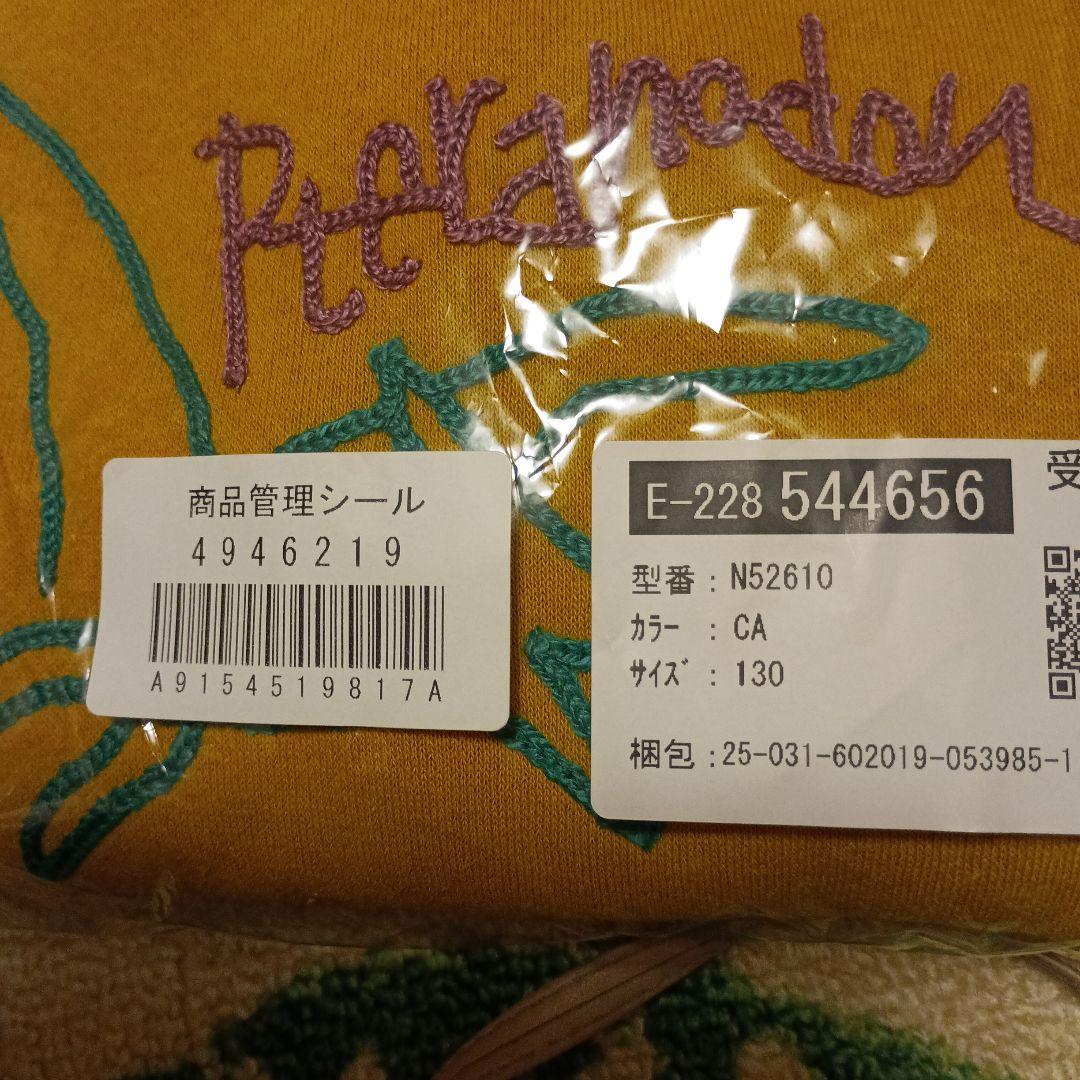 Pteranodon
商品管理シール
4946219
A91545519817A
E-228 544656
受
型番 : N52610
ｶﾗｰ : CA
ｻｲｽﾞ : 130
梱包 : 25-031-602019-053985-1